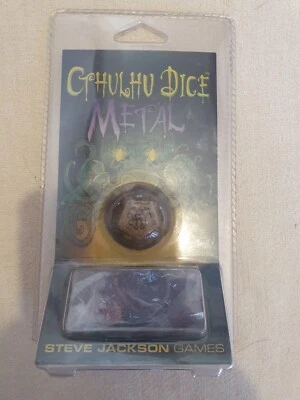 CTHULHU DICE
METAL
STEVE JACKSON GAMES